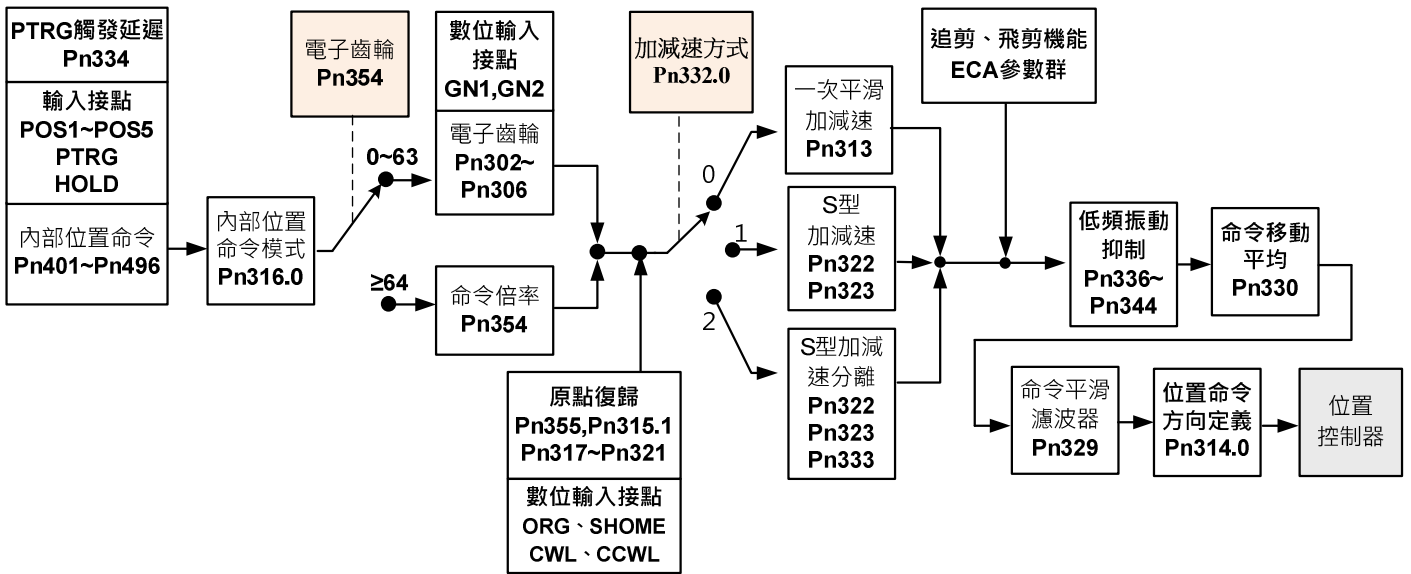 PTRG觸發延遲
Pn334
輸入接點
POS1~POS5
PTRG
HOLD
內部位置命令
Pn401~Pn496
內部位置
命令模式
Pn316.0
電子齒輪
Pn354
0~63
≥64
數位輸入
接點
GN1,GN2
電子齒輪
Pn302~
Pn306
命令倍率
Pn354
原點復歸
Pn355,Pn315.1
Pn317~Pn321
數位輸入接點
ORG、SHOME
CWL、CCWL
加減速方式
Pn332.0
0
1
2
一次平滑
加減速
Pn313
S型
加減速
Pn322
Pn323
S型加減
速分離
Pn322
Pn323
Pn333
追剪、飛剪機能
ECA參數群
低頻振動
抑制
Pn336~
Pn344
命令移動
平均
Pn330
命令平滑
濾波器
Pn329
位置命令
方向定義
Pn314.0
位置
控制器